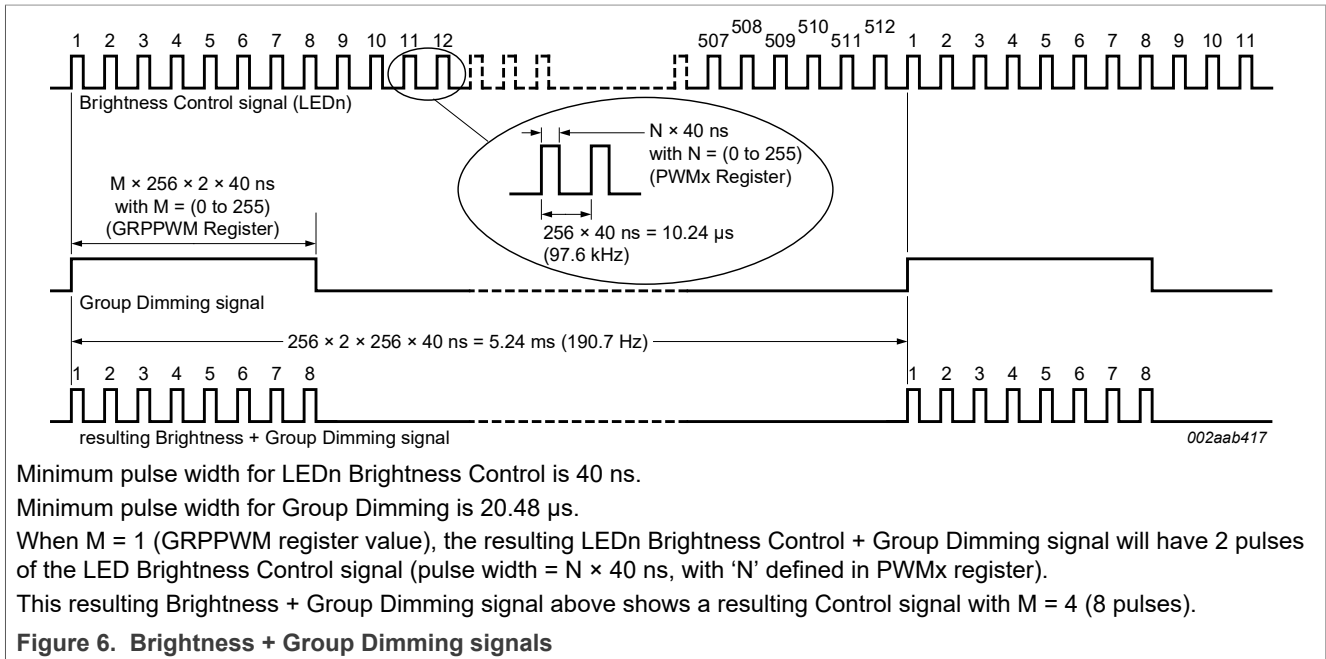 1 2 3 4 5 6 7 8 9 10 11 12 507 508 509 510 511 512 1 2 3 4 5 6 7 8 9 10 11
Brightness Control signal (LEDn)
N × 40 ns
with N = (0 to 255)
(PWMx Register)
M × 256 × 2 × 40 ns
with M = (0 to 255)
(GRPPWM Register)
256 × 40 ns = 10.24 µs
(97.6 kHz)
Group Dimming signal
256 × 2 × 256 × 40 ns = 5.24 ms (190.7 Hz)
1 2 3 4 5 6 7 8 1 2 3 4 5 6 7 8
resulting Brightness + Group Dimming signal
002aab417
Minimum pulse width for LEDn Brightness Control is 40 ns.
Minimum pulse width for Group Dimming is 20.48 µs.
When M = 1 (GRPPWM register value), the resulting LEDn Brightness Control + Group Dimming signal will have 2 pulses
of the LED Brightness Control signal (pulse width = N × 40 ns, with ‘N’ defined in PWMx register).
This resulting Brightness + Group Dimming signal above shows a resulting Control signal with M = 4 (8 pulses).
Figure 6. Brightness + Group Dimming signals